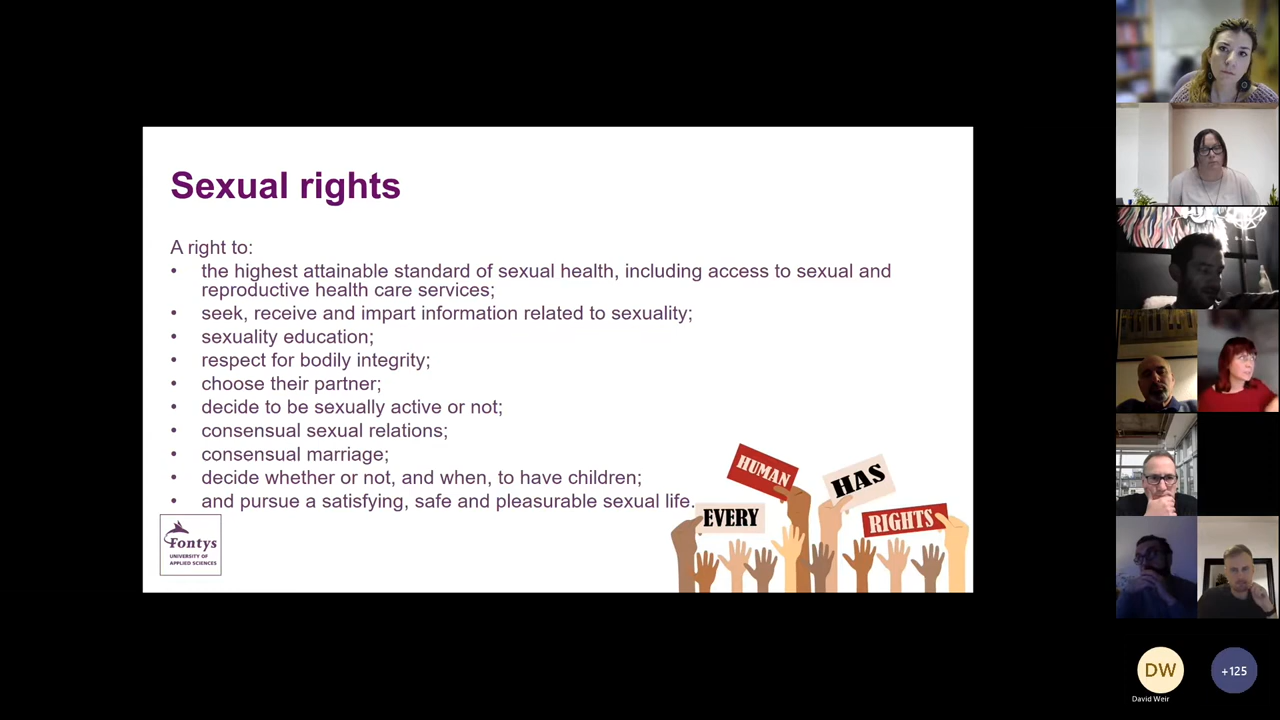 Sexual rights
A right to:
• the highest attainable standard of sexual health, including access to sexual and
reproductive health care services;
• seek, receive and impart information related to sexuality;
• sexuality education;
• respect for bodily integrity;
• choose their partner;
• decide to be sexually active or not;
• consensual sexual relations;
• consensual marriage;
• decide whether or not, and when, to have children;
• and pursue a satisfying, safe and pleasurable sexual life.
EVERY
HUMAN
HAS
RIGHTS
Fontys
UNIVERSITY OF
APPLIED SCIENCES
DW
David Weir
+125